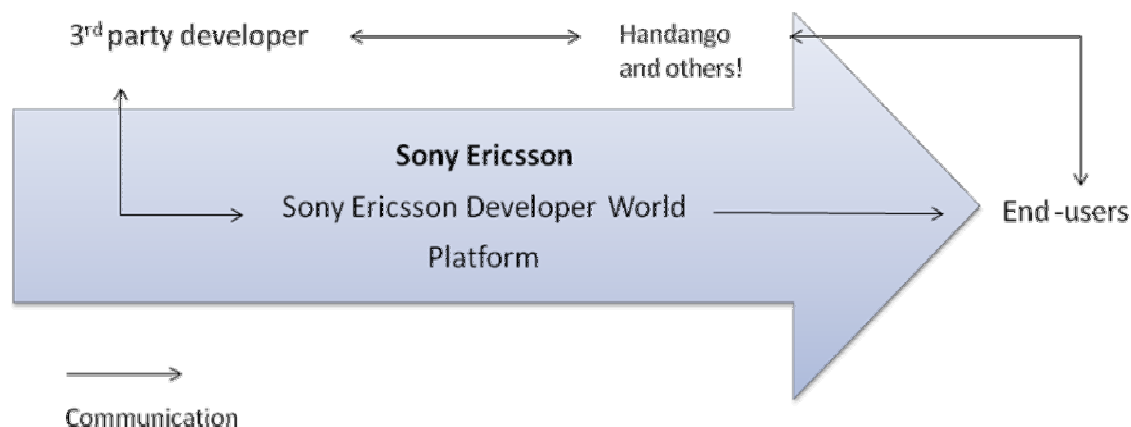 3rd party developer
Handango
and others!
Sony Ericsson
Sony Ericsson Developer World
Platform
End-users
Communication